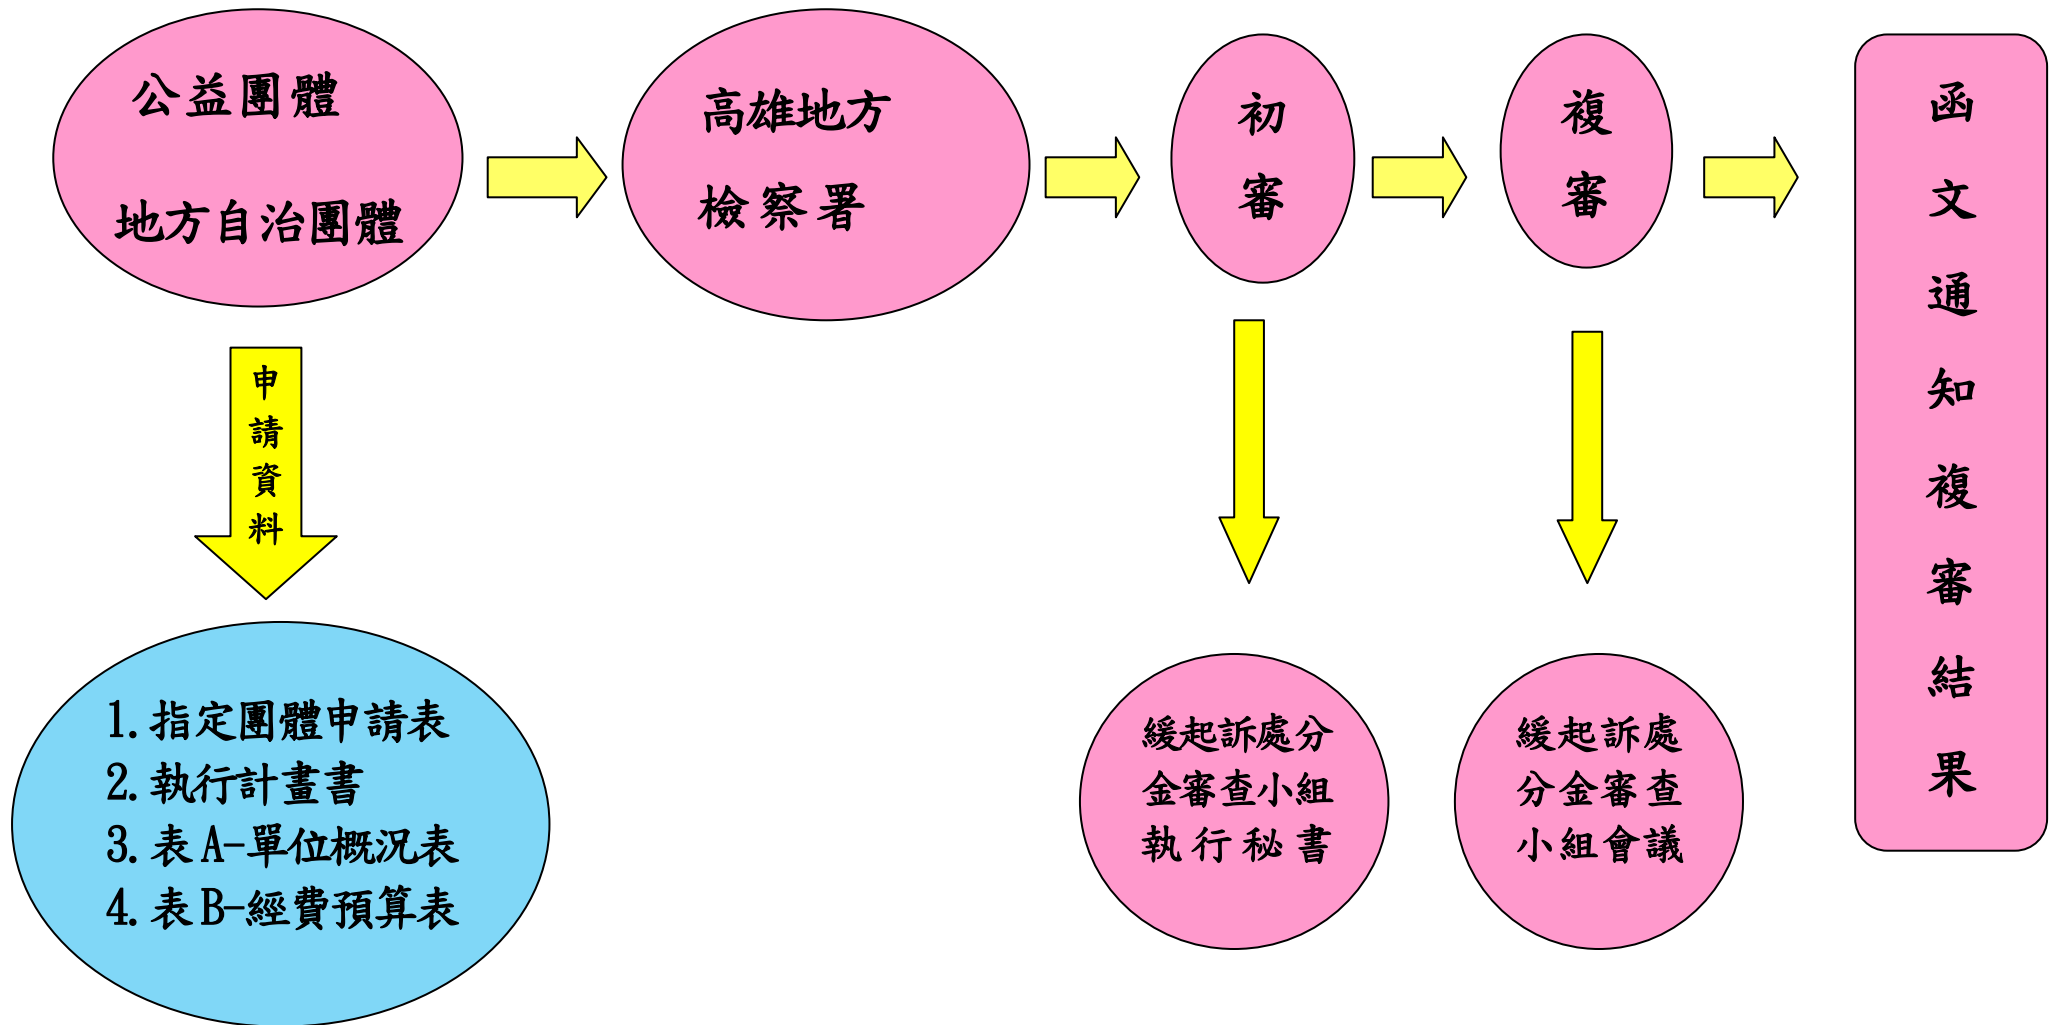 公益團體
地方自治團體
高雄地方
檢察署
初審
複審
函文通知複審結果
申請資料
1.指定團體申請表
2.執行計畫書
3.表A-單位概況表
4.表B-經費預算表
緩起訴處分
金審查小組
執行秘書
緩起訴處
分金審查
小組會議